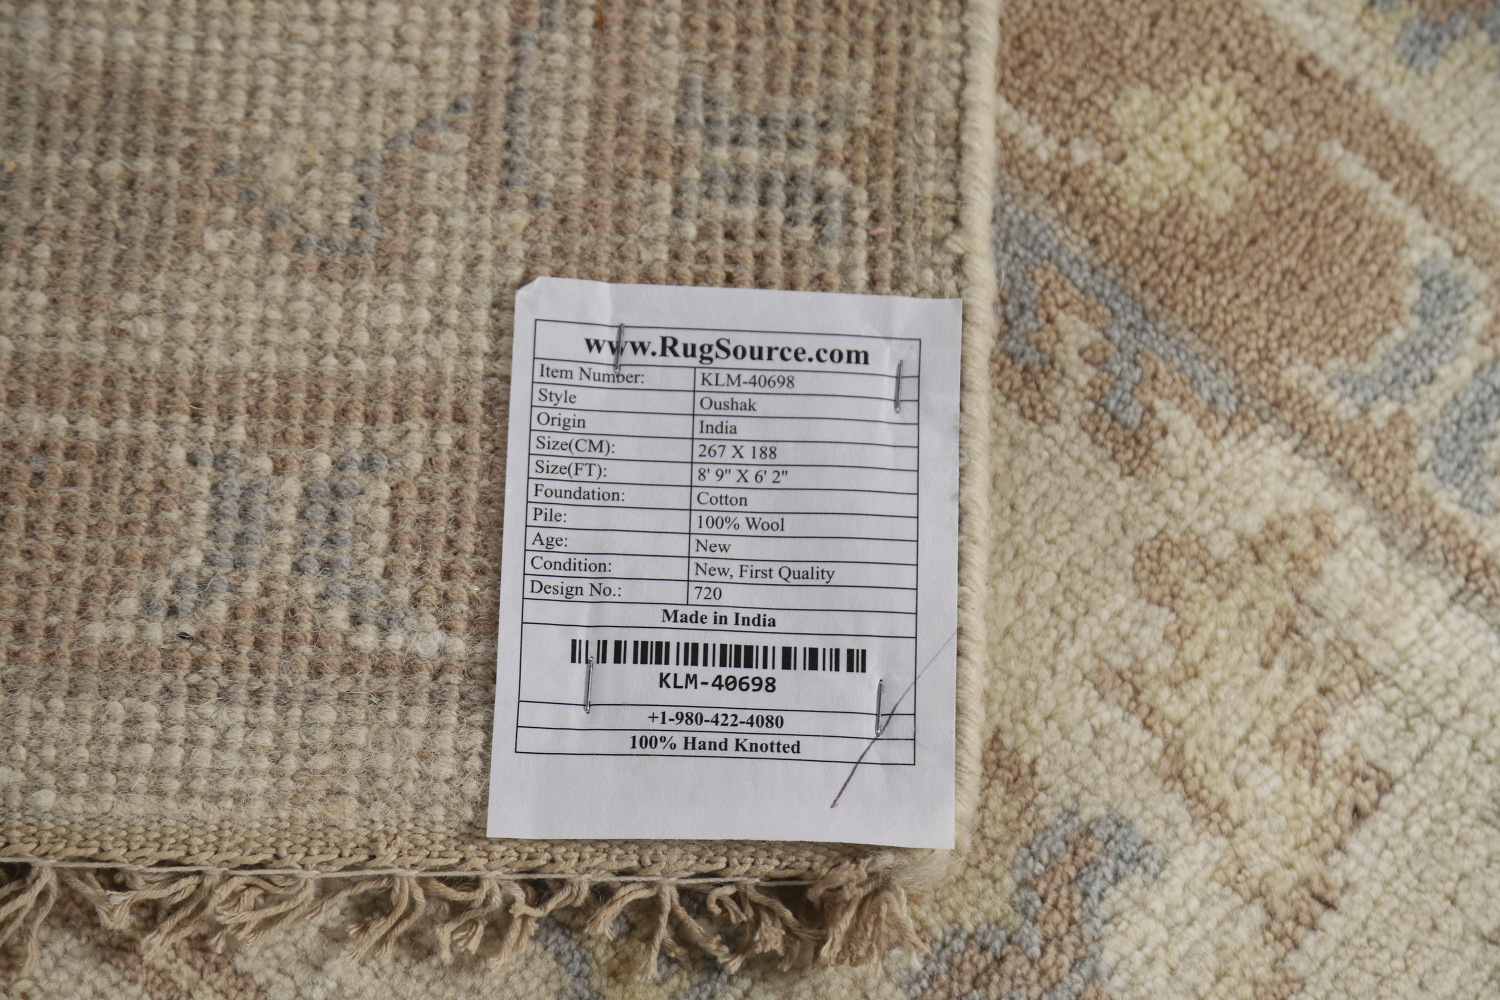 www.RugSource.com
Item Number: KLM-40698
Style Oushak
Origin India
Size(CM): 267 X 188
Size(FT): 8' 9" X 6' 2"
Foundation: Cotton
Pile: 100% Wool
Age: New
Condition: New, First Quality
Design No.: 720
Made in India
KLM-40698
+1-980-422-4080
100% Hand Knotted